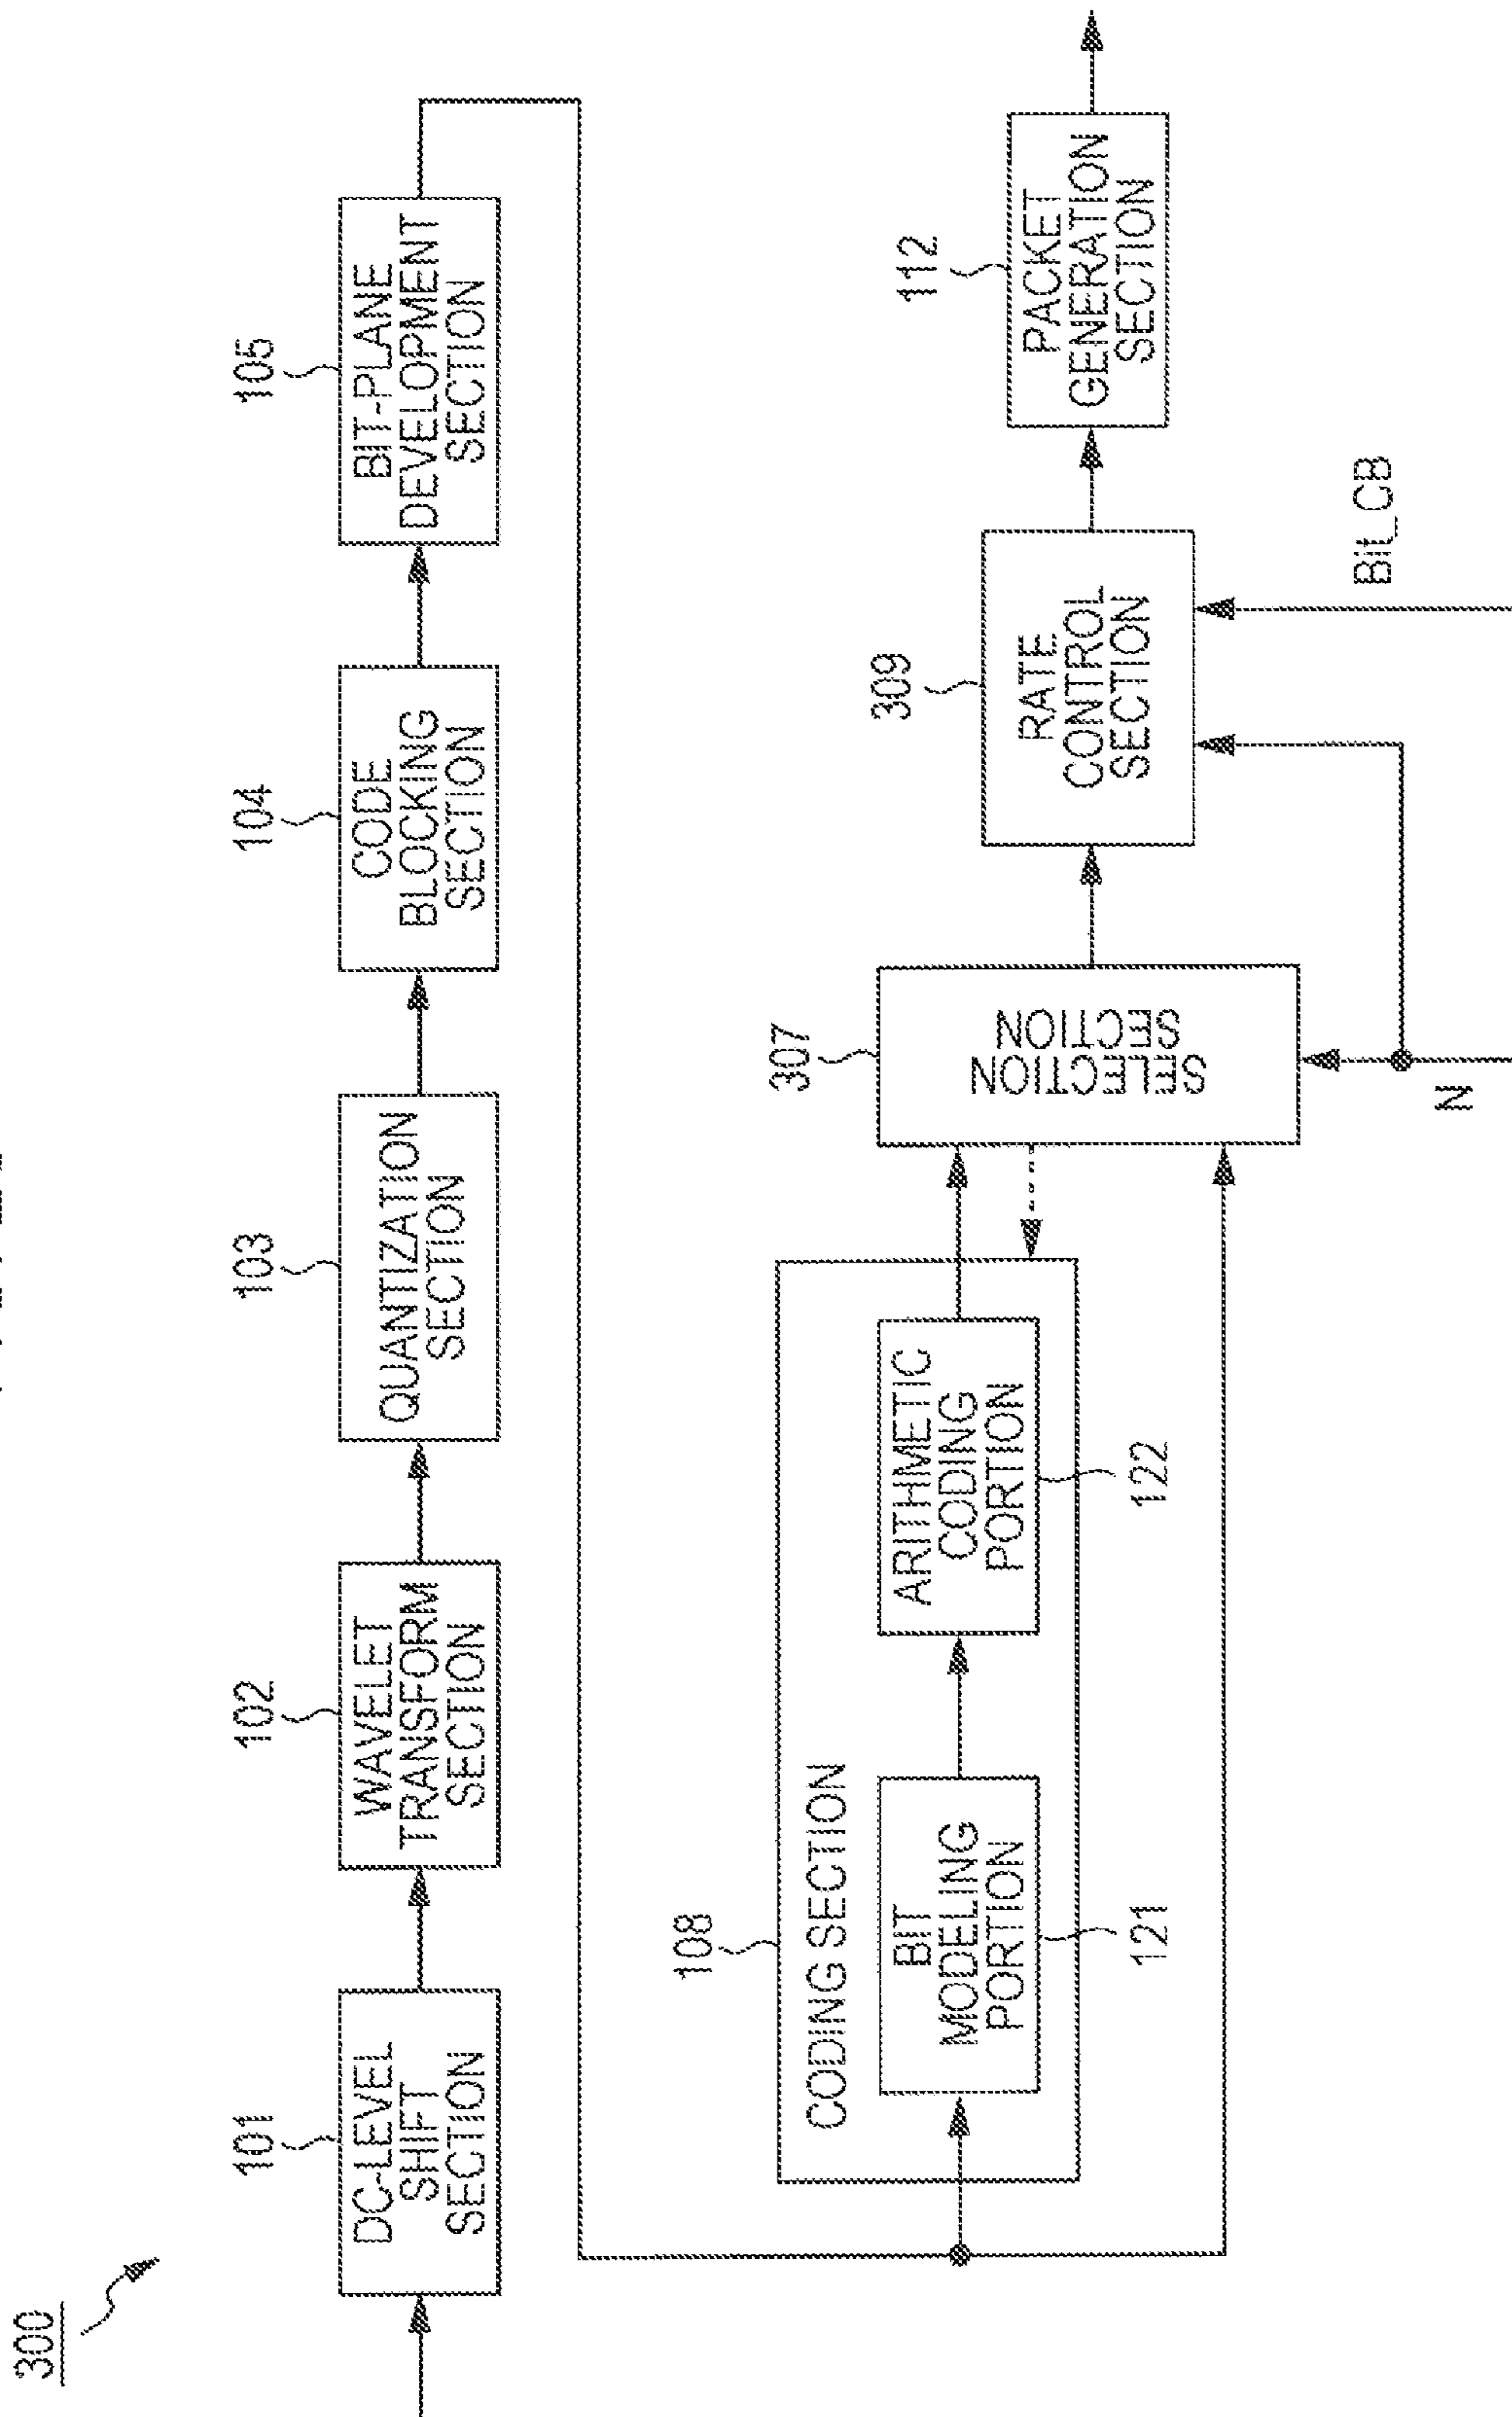 300
101
DC-LEVEL
SHIFT
SECTION
102
WAVELET
TRANSFORM
SECTION
103
QUANTIZATION
SECTION
104
CODE
BLOCKING
SECTION
105
BIT-PLANE
DEVELOPMENT
SECTION
108
CODING SECTION
BIT
MODELING
PORTION
121
ARITHMETIC
CODING
PORTION
122
307
SELECTION
SECTION
N
309
RATE
CONTROL
SECTION
Bit_CB
112
PACKET
GENERATION
SECTION